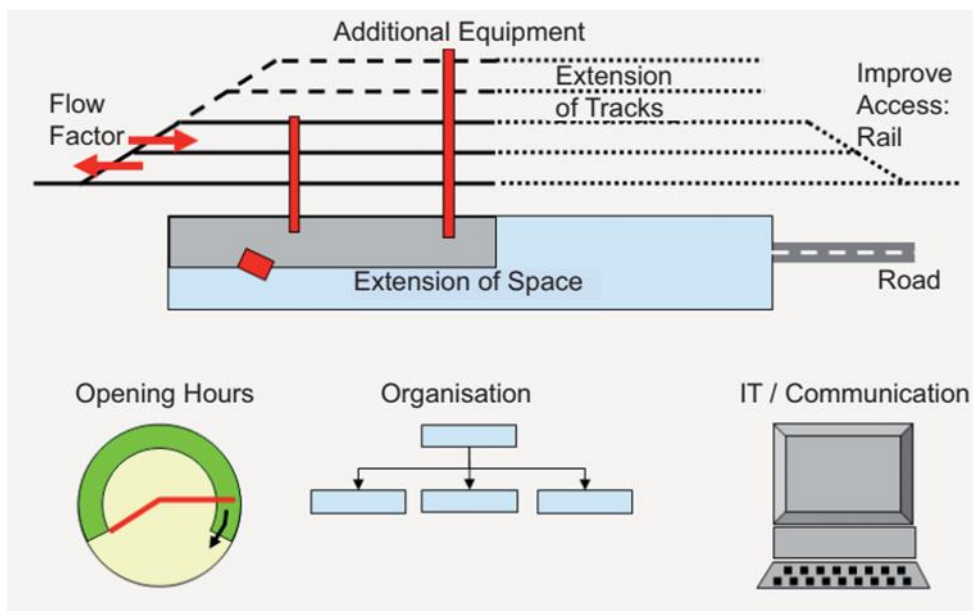 Additional Equipment
Flow
Factor
Extension
of Tracks
Improve
Access:
Rail
Extension of Space
Road
Opening Hours
Organisation
IT / Communication